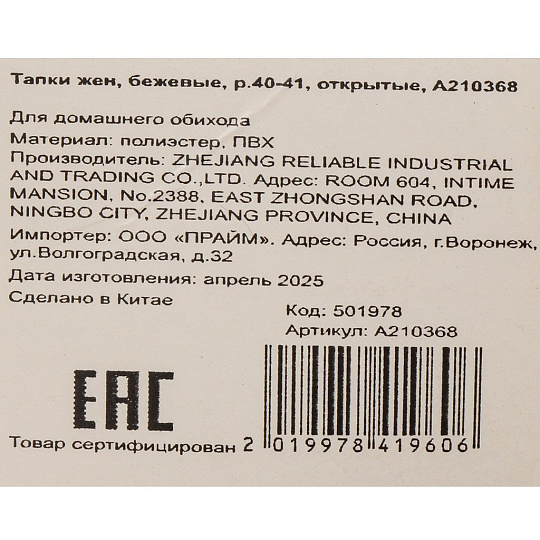 Тапки жен, бежевые, р.40-41, открытые, А210368
Для домашнего обихода
Материал: полиэстер, ПВХ
Производитель: ZHEJIANG RELIABLE INDUSTRIAL
AND TRADING CO.,LTD. Адрес: ROOM 604, INTIME
MANSION, No.2388, EAST ZHONGSHAN ROAD,
NINGBO CITY, ZHEJIANG PROVINCE, CHINA
Импортер: ООО «ПРАЙМ». Адрес: Россия, г.Воронеж,
ул.Волгоградская, д.32
Дата изготовления: апрель 2025
Сделано в Китае
Код: 501978
Артикул: А210368
EAC
Товар сертифицирован
2 019978 419606